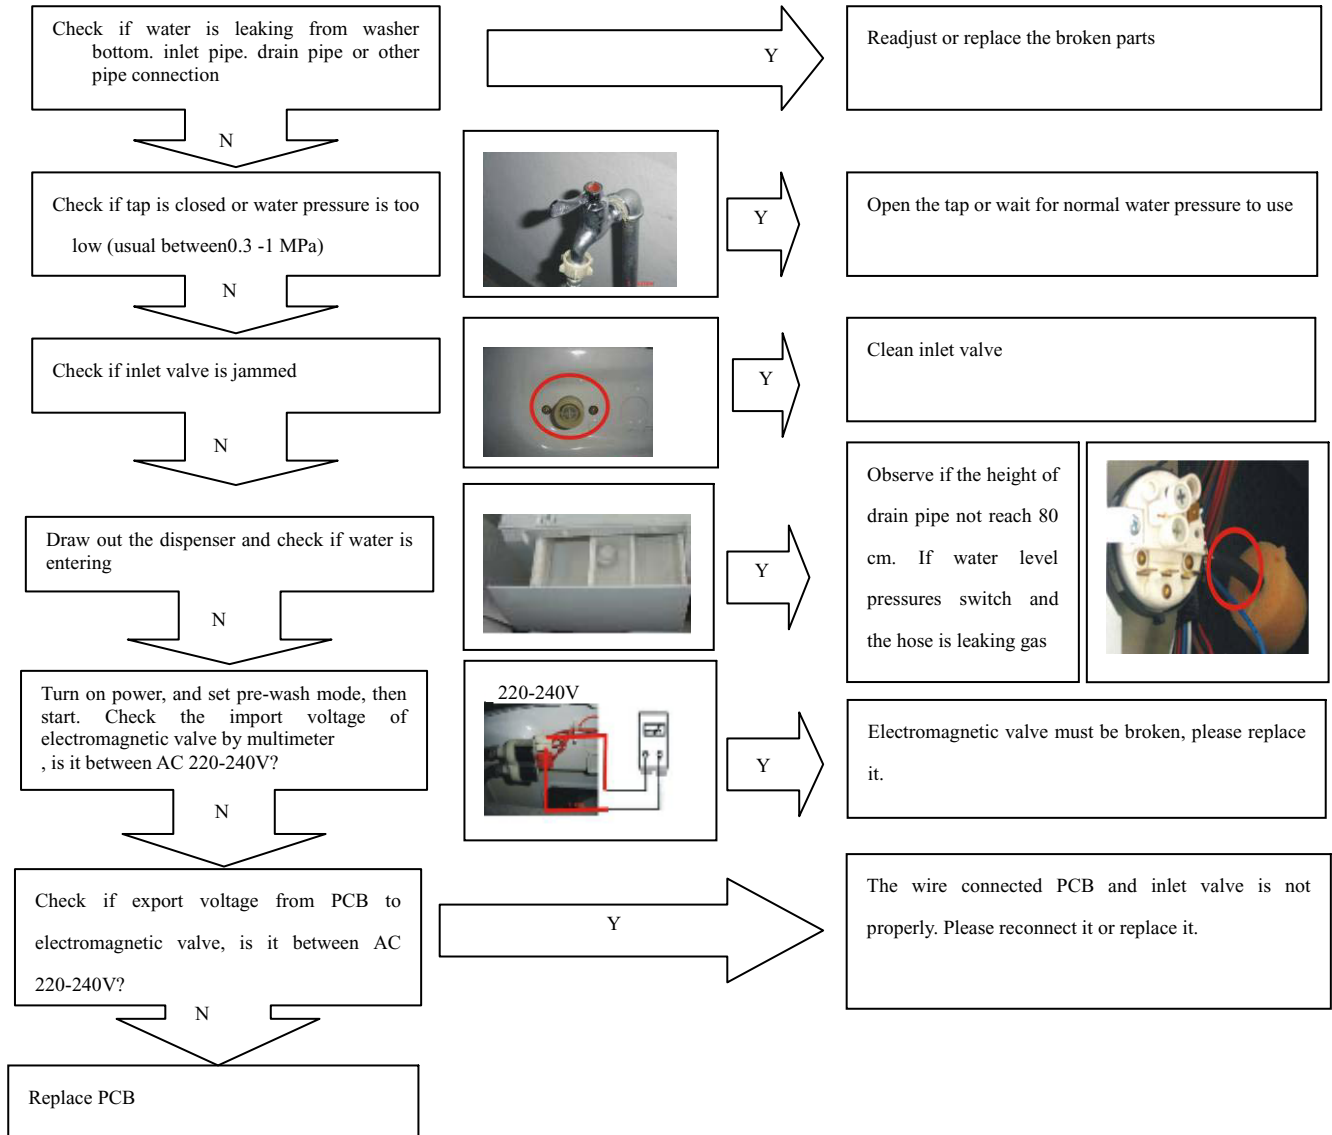 Check if water is leaking from washer
bottom. inlet pipe. drain pipe or other
pipe connection
Y
Readjust or replace the broken parts
N
Check if tap is closed or water pressure is too
low (usual between0.3 -1 MPa)
Y
Open the tap or wait for normal water pressure to use
N
Check if inlet valve is jammed
Y
Clean inlet valve
N
Draw out the dispenser and check if water is
entering
Y
Observe if the height of
drain pipe not reach 80
cm. If water level
pressures switch and
the hose is leaking gas
N
Turn on power, and set pre-wash mode, then
start. Check the import voltage of
electromagnetic valve by multimeter
, is it between AC 220-240V?
220-240V
Y
Electromagnetic valve must be broken, please replace
it.
N
Check if export voltage from PCB to
electromagnetic valve, is it between AC
220-240V?
Y
The wire connected PCB and inlet valve is not
properly. Please reconnect it or replace it.
N
Replace PCB